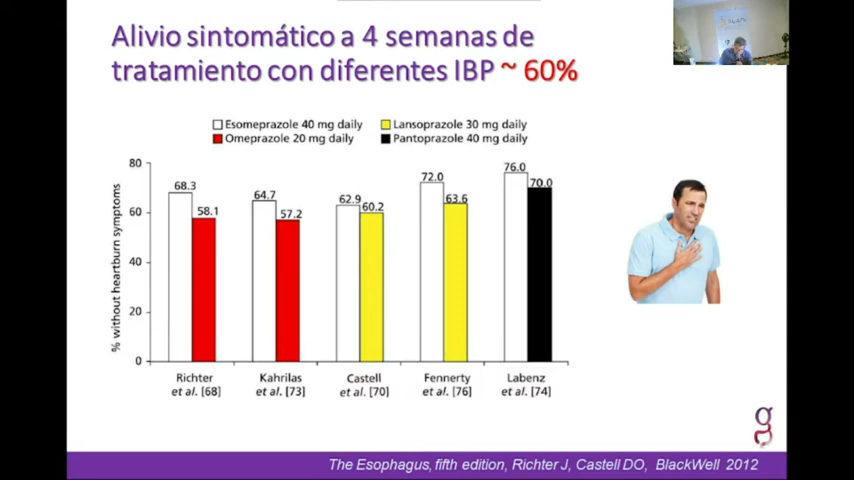 Alivio sintomático a 4 semanas de
tratamiento con diferentes IBP ~ 60%
Esomeprazole 40 mg daily
Lansoprazole 30 mg daily
Omeprazole 20 mg daily
Pantoprazole 40 mg daily
% without heartburn symptoms
80
60
40
20
0
68.3
58.1
64.7
57.2
62.9
60.2
72.0
63.6
76.0
70.0
Richter
et al. [68]
Kahrilas
et al. [73]
Castell
et al. [70]
Fennerty
et al. [76]
Labenz
et al. [74]
The Esophagus, fifth edition, Richter J, Castell DO, BlackWell 2012